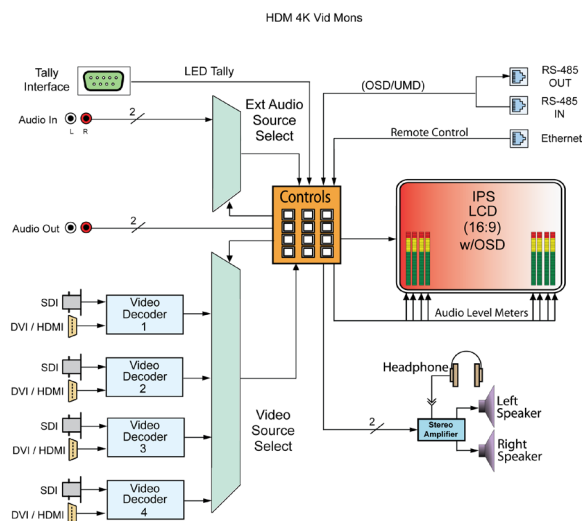 HDM 4K Vid Mons
Tally
Interface
LED Tally
Audio In
L R
2
Ext Audio
Source
Select
(OSD/UMD)
RS-485
OUT
RS-485
IN
Remote Control
Ethernet
Controls
IPS
LCD
(16:9)
w/OSD
Audio Out
2
Audio Level Meters
SDI
DVI / HDMI
Video
Decoder
1
SDI
DVI / HDMI
Video
Decoder
2
SDI
DVI / HDMI
Video
Decoder
3
SDI
DVI / HDMI
Video
Decoder
4
Video
Source
Select
Headphone
2
Stereo
Amplifier
Left
Speaker
Right
Speaker